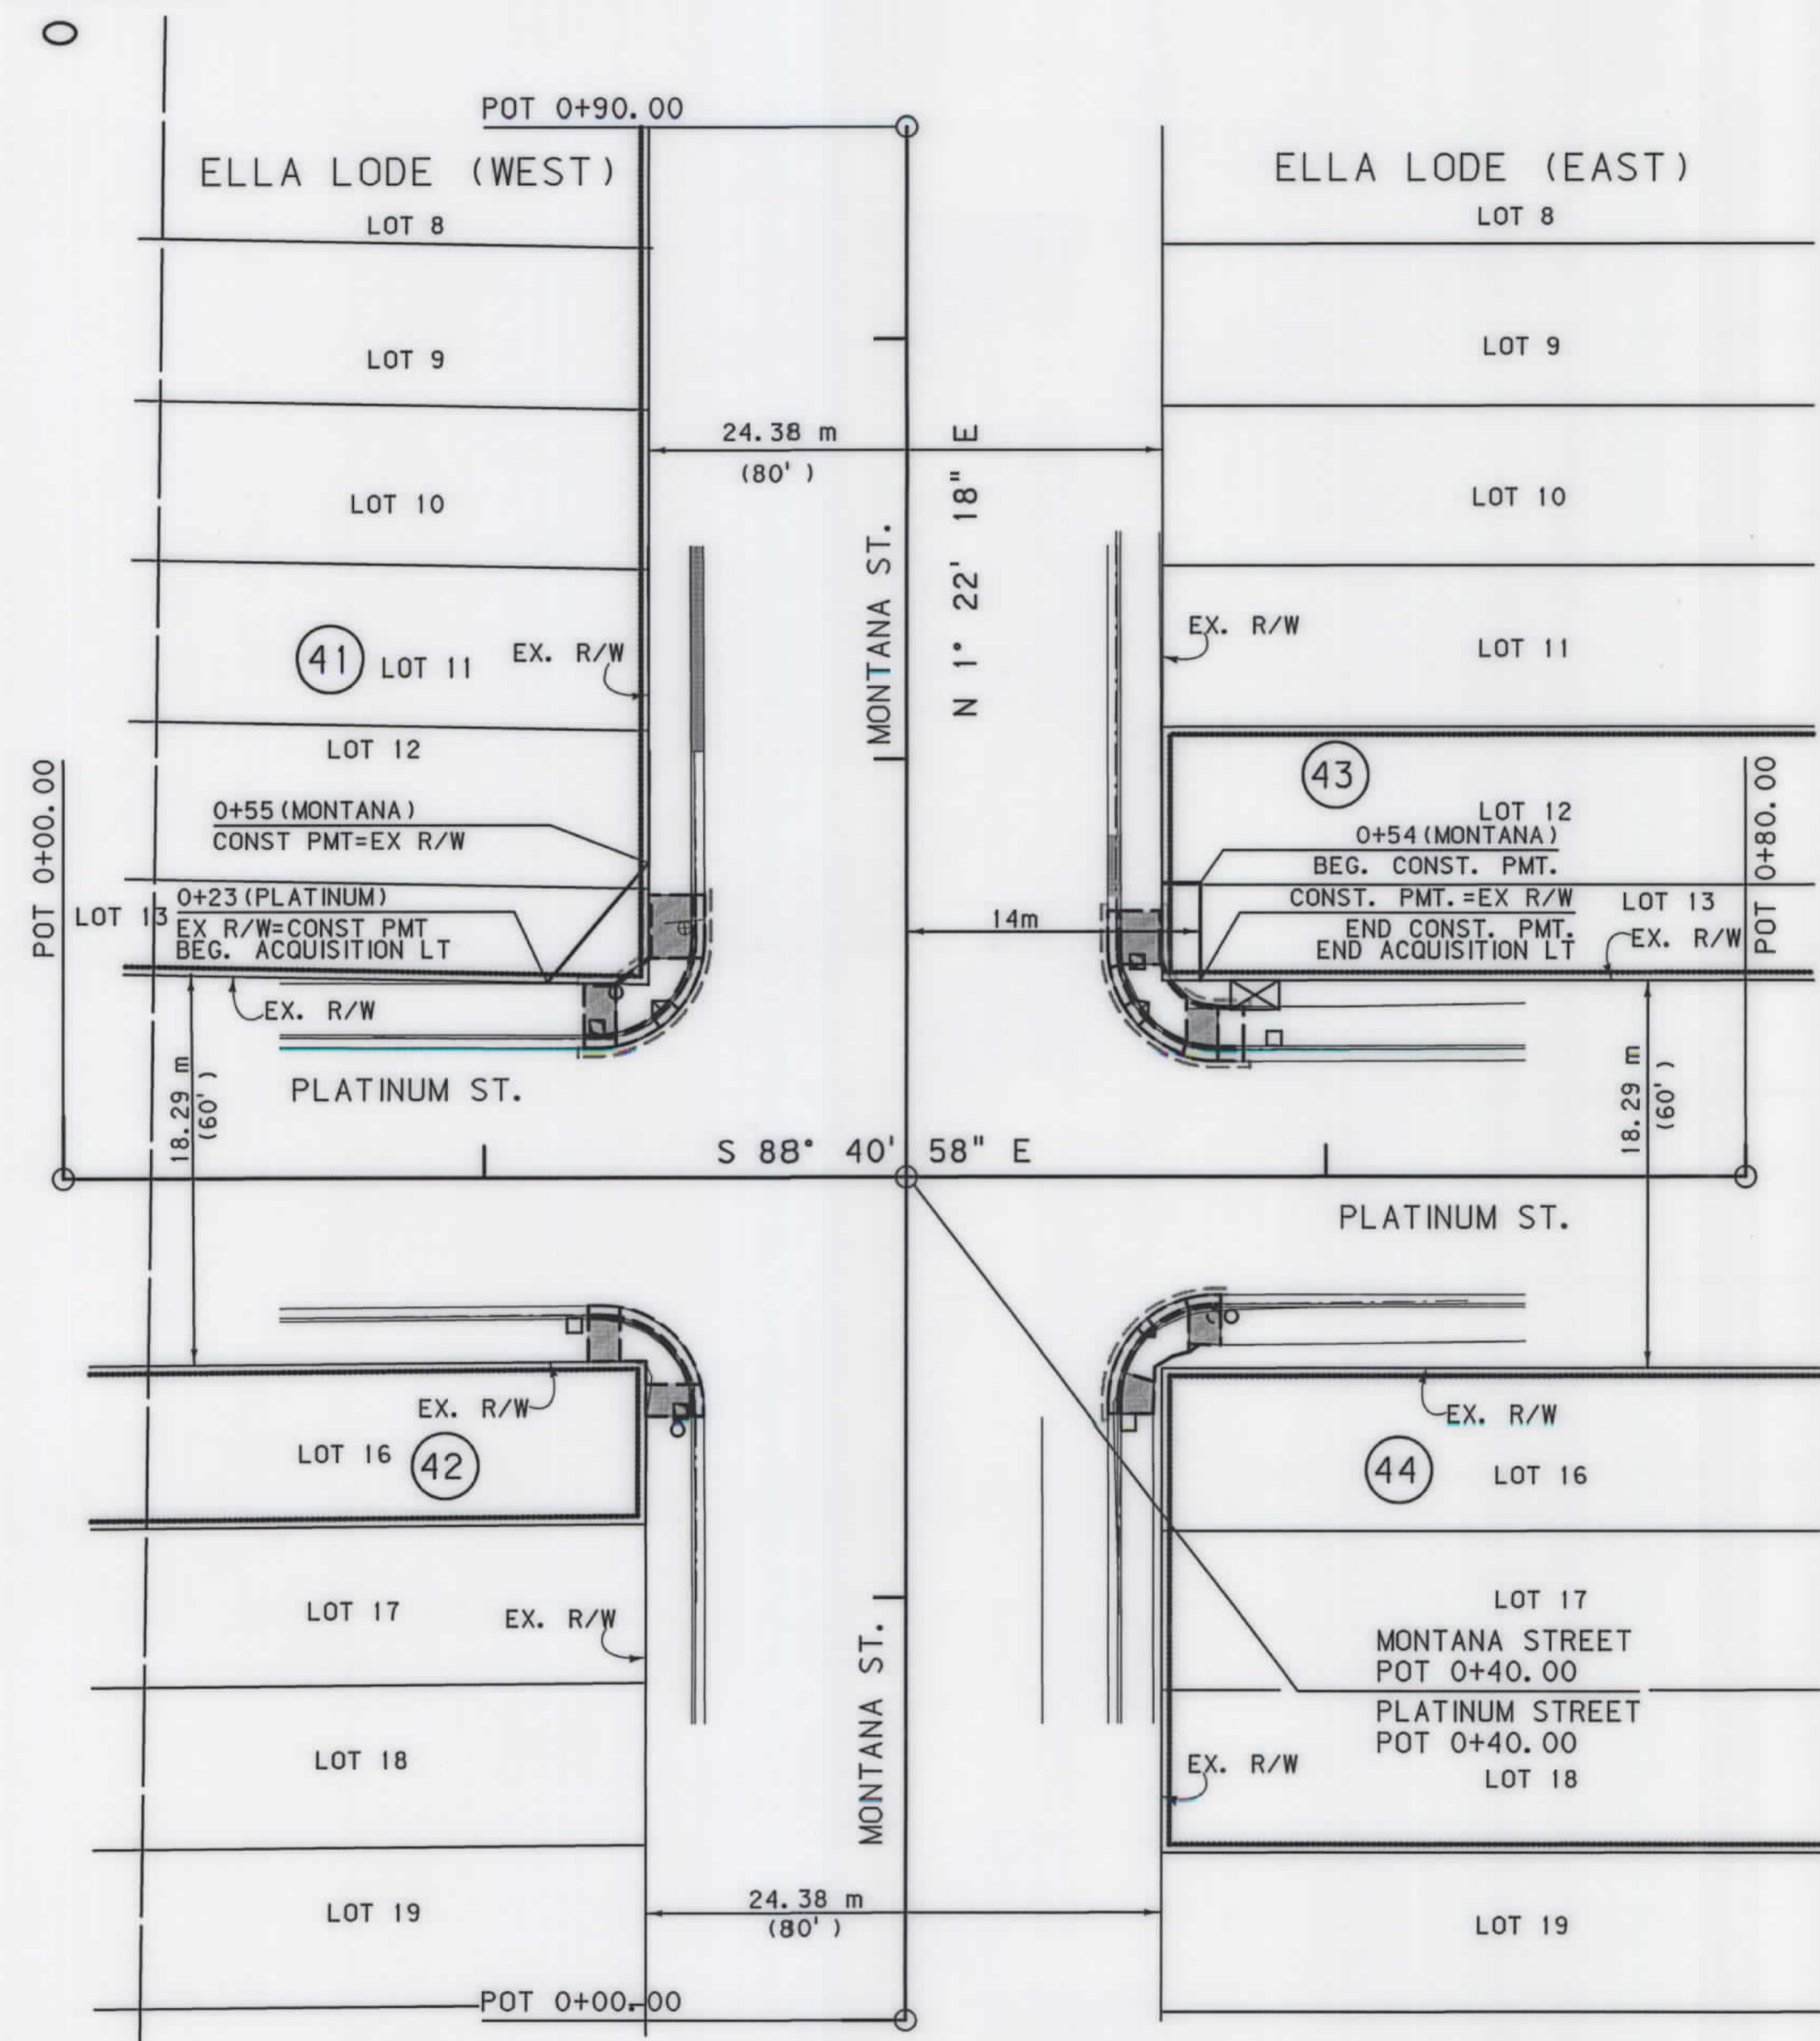 O
POT 0+90.00
ELLA LODE (WEST)
ELLA LODE (EAST)
LOT 8
LOT 8
LOT 9
LOT 9
24.38 m
(80')
LOT 10
LOT 10
MONTANA ST.
N 1° 22' 18" E
EX. R/W
EX. R/W
41
LOT 11
LOT 11
LOT 12
43
LOT 12
POT 0+00.00
POT 0+80.00
0+55 (MONTANA)
CONST PMT=EX R/W
0+54 (MONTANA)
BEG. CONST. PMT.
LOT 13
0+23 (PLATINUM)
EX R/W=CONST PMT
BEG. ACQUISITION LT
14m
CONST. PMT.=EX R/W
END CONST. PMT.
END ACQUISITION LT
LOT 13
EX. R/W
EX. R/W
PLATINUM ST.
18.29 m
(60')
18.29 m
(60')
S 88° 40' 58" E
PLATINUM ST.
EX. R/W
EX. R/W
LOT 16
42
44
LOT 16
LOT 17
EX. R/W
LOT 17
MONTANA STREET
POT 0+40.00
PLATINUM STREET
POT 0+40.00
MONTANA ST.
LOT 18
EX. R/W
LOT 18
24.38 m
(80')
LOT 19
LOT 19
POT 0+00.00